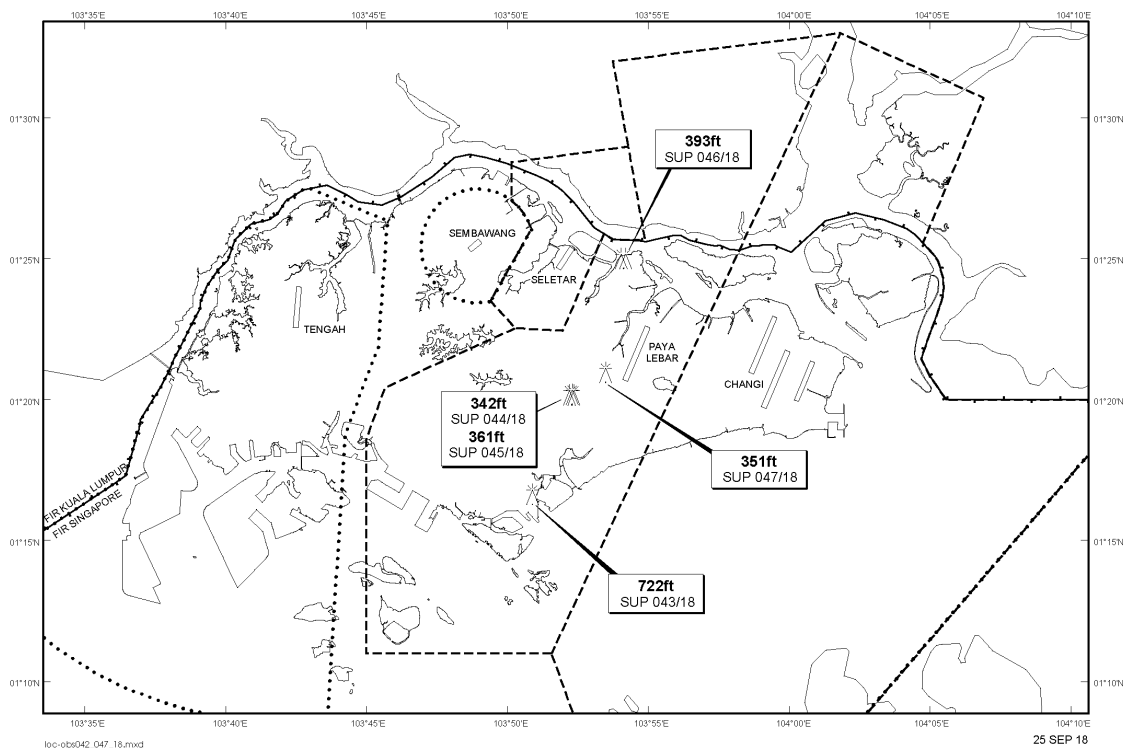 103°35'E
103°40'E
103°45'E
103°50'E
103°55'E
104°00'E
104°05'E
104°10'E
01°30'N
01°30'N
393ft
SUP 046/18
SEMBAWANG
01°25'N
01°25'N
SELETAR
TENGAH
PAYA
LEBAR
CHANGI
01°20'N
01°20'N
342ft
SUP 044/18
361ft
SUP 045/18
351ft
SUP 047/18
FIR KUALA LUMPUR
FIR SINGAPORE
01°15'N
01°15'N
722ft
SUP 043/18
01°10'N
01°10'N
103°35'E
103°40'E
103°45'E
103°50'E
103°55'E
104°00'E
104°05'E
104°10'E
loc-obs042_047_18.mxd
25 SEP 18